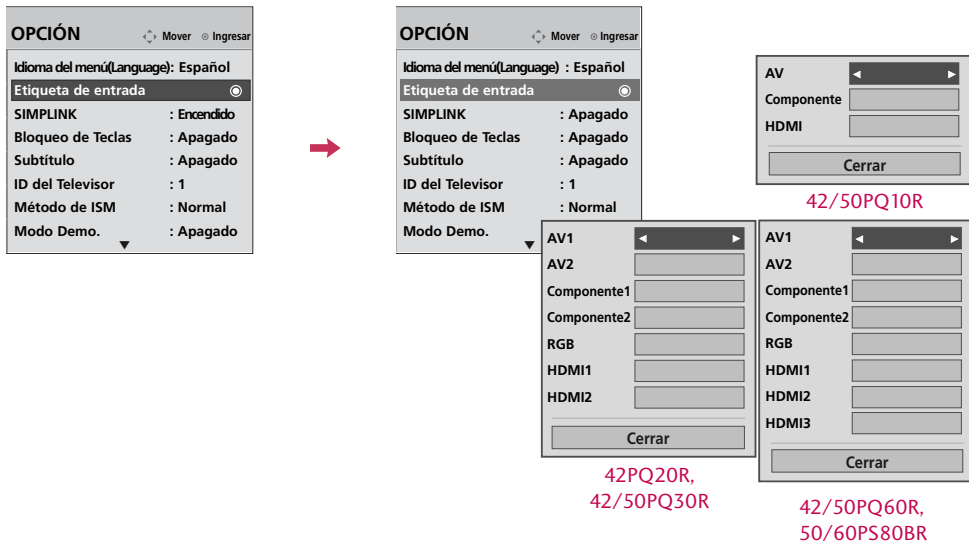 OPCIÓN Mover Ingresar
Idioma del menú(Language): Español
Etiqueta de entrada
SIMPLINK : Encendido
Bloqueo de Teclas : Apagado
Subtítulo : Apagado
ID del Televisor : 1
Método de ISM : Normal
Modo Demo. : Apagado
OPCIÓN Mover Ingresar
Idioma del menú(Language) : Español
Etiqueta de entrada
SIMPLINK : Apagado
Bloqueo de Teclas : Apagado
Subtítulo : Apagado
ID del Televisor : 1
Método de ISM : Normal
Modo Demo. : Apagado
AV
Componente
HDMI
Cerrar
42/50PQ10R
AV1
AV2
Componente1
Componente2
RGB
HDMI1
HDMI2
Cerrar
42PQ20R,
42/50PQ30R
AV1
AV2
Componente1
Componente2
RGB
HDMI1
HDMI2
HDMI3
Cerrar
42/50PQ60R,
50/60PS80BR